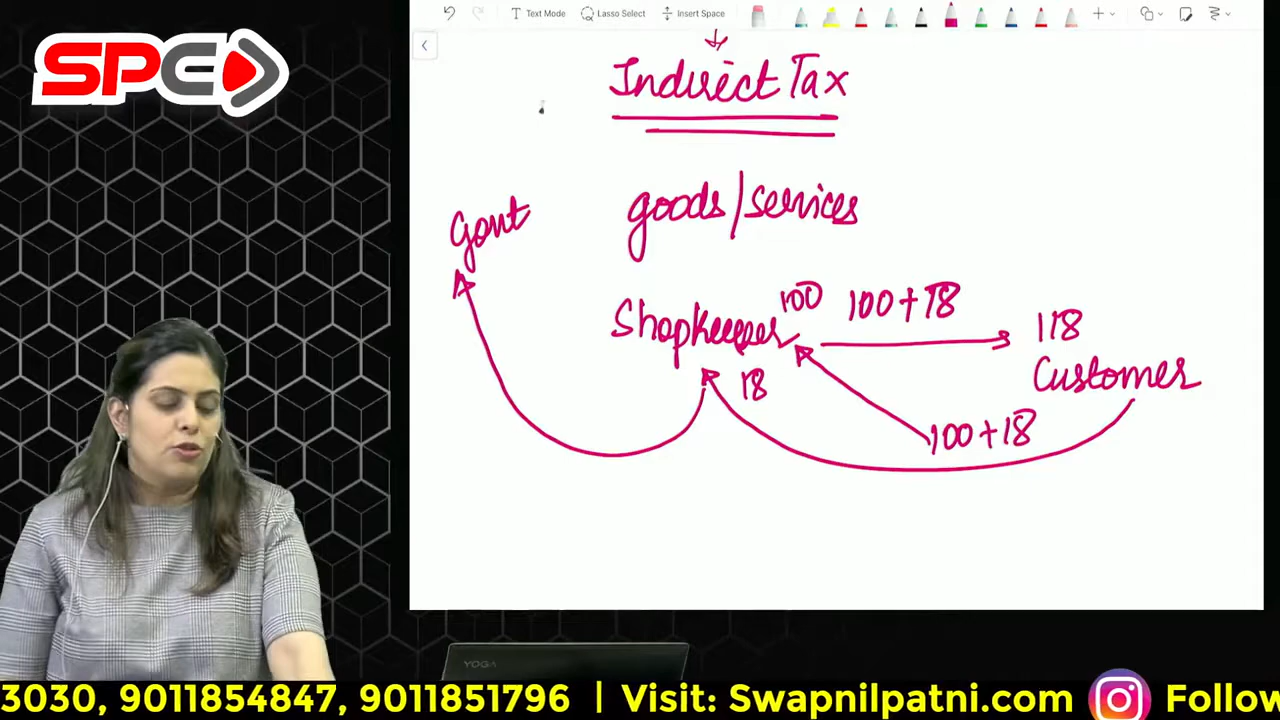 SPE
Text Mode
Lasso Select
Insert Space
Indirect Tax
goods/services
Govt
Shopkeeper
100
100+18
118
Customer
18
100+18
YOGA
3030, 9011854847, 9011851796 | Visit: Swapnilpatni.com
Follow